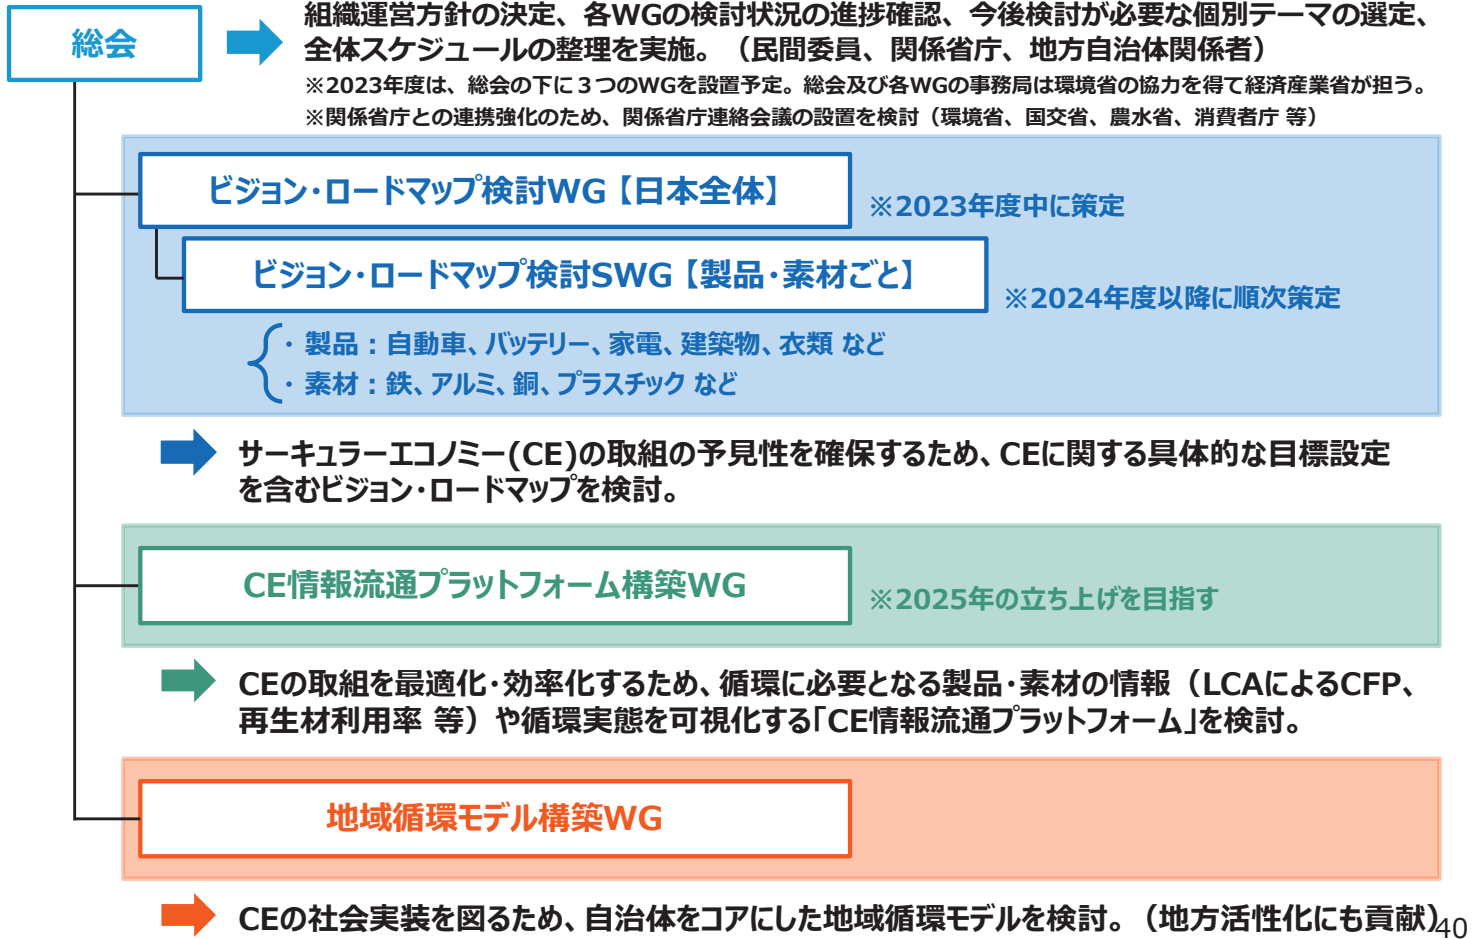 総会
組織運営方針の決定、各WGの検討状況の進捗確認、今後検討が必要な個別テーマの選定、
全体スケジュールの整理を実施。（民間委員、関係省庁、地方自治体関係者）
※2023年度は、総会の下に３つのWGを設置予定。総会及び各WGの事務局は環境省の協力を得て経済産業省が担う。
※関係省庁との連携強化のため、関係省庁連絡会議の設置を検討（環境省、国交省、農水省、消費者庁 等）
ビジョン・ロードマップ検討WG【日本全体】
※2023年度中に策定
ビジョン・ロードマップ検討SWG【製品・素材ごと】
※2024年度以降に順次策定
・ 製品：自動車、バッテリー、家電、建築物、衣類 など
・ 素材：鉄、アルミ、銅、プラスチック など
サーキュラーエコノミー(CE)の取組の予見性を確保するため、CEに関する具体的な目標設定
を含むビジョン・ロードマップを検討。
CE情報流通プラットフォーム構築WG
※2025年の立ち上げを目指す
CEの取組を最適化・効率化するため、循環に必要となる製品・素材の情報（LCAによるCFP、
再生材利用率 等）や循環実態を可視化する「CE情報流通プラットフォーム」を検討。
地域循環モデル構築WG
CEの社会実装を図るため、自治体をコアにした地域循環モデルを検討。（地方活性化にも貢献）
40